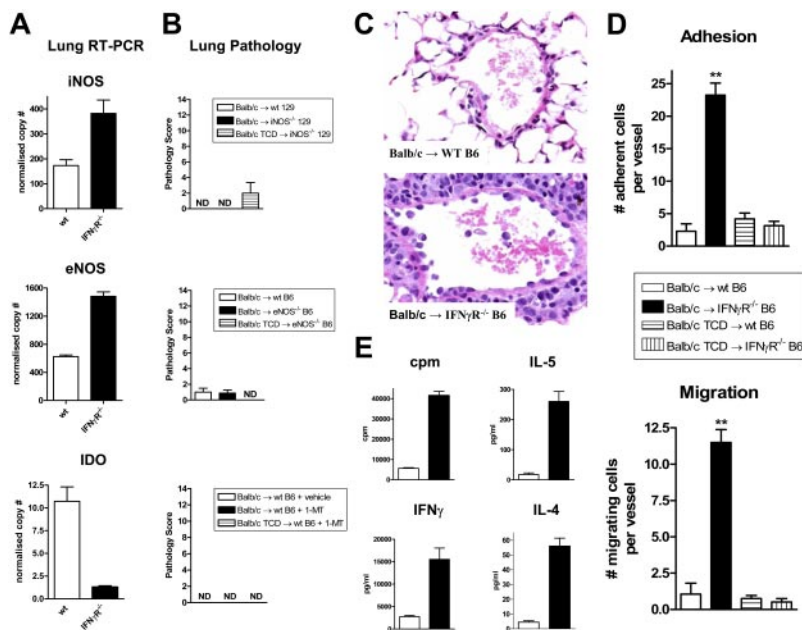 A
Lung RT-PCR
iNOS
normalised copy #
400
300
200
100
0
wt
IFNγR-/-
eNOS
normalised copy #
1600
1200
800
400
0
wt
IFNγR-/-
IDO
normalised copy #
12.5
10.0
7.5
5.0
2.5
0.0
wt
IFNγR-/-
B
Lung Pathology
Pathology Score
14
12
10
8
6
4
2
0
Balb/c → wt 129
Balb/c → iNOS-/- 129
Balb/c TCD → iNOS-/- 129
ND ND
Pathology Score
14
12
10
8
6
4
2
0
Balb/c → wt B6
Balb/c → eNOS-/- B6
Balb/c TCD → eNOS-/- B6
ND
Pathology Score
14
12
10
8
6
4
2
0
Balb/c → wt B6 + vehicle
Balb/c → wt B6 + 1-MT
Balb/c TCD → wt B6 + 1-MT
ND ND ND
C
Balb/c → WT B6
Balb/c → IFNγR-/- B6
D
Adhesion
# adherent cells
per vessel
25
20
15
10
5
0
**
Balb/c → wt B6
Balb/c → IFNγR-/- B6
Balb/c TCD → wt B6
Balb/c TCD → IFNγR-/- B6
Migration
# migrating cells
per vessel
12.5
10.0
7.5
5.0
2.5
0.0
**
E
cpm
cpm
40000
30000
20000
10000
0
IL-5
pg/ml
300
200
100
0
IFNγ
pg/ml
20000
15000
10000
5000
0
IL-4
pg/ml
60
50
40
30
20
10
0